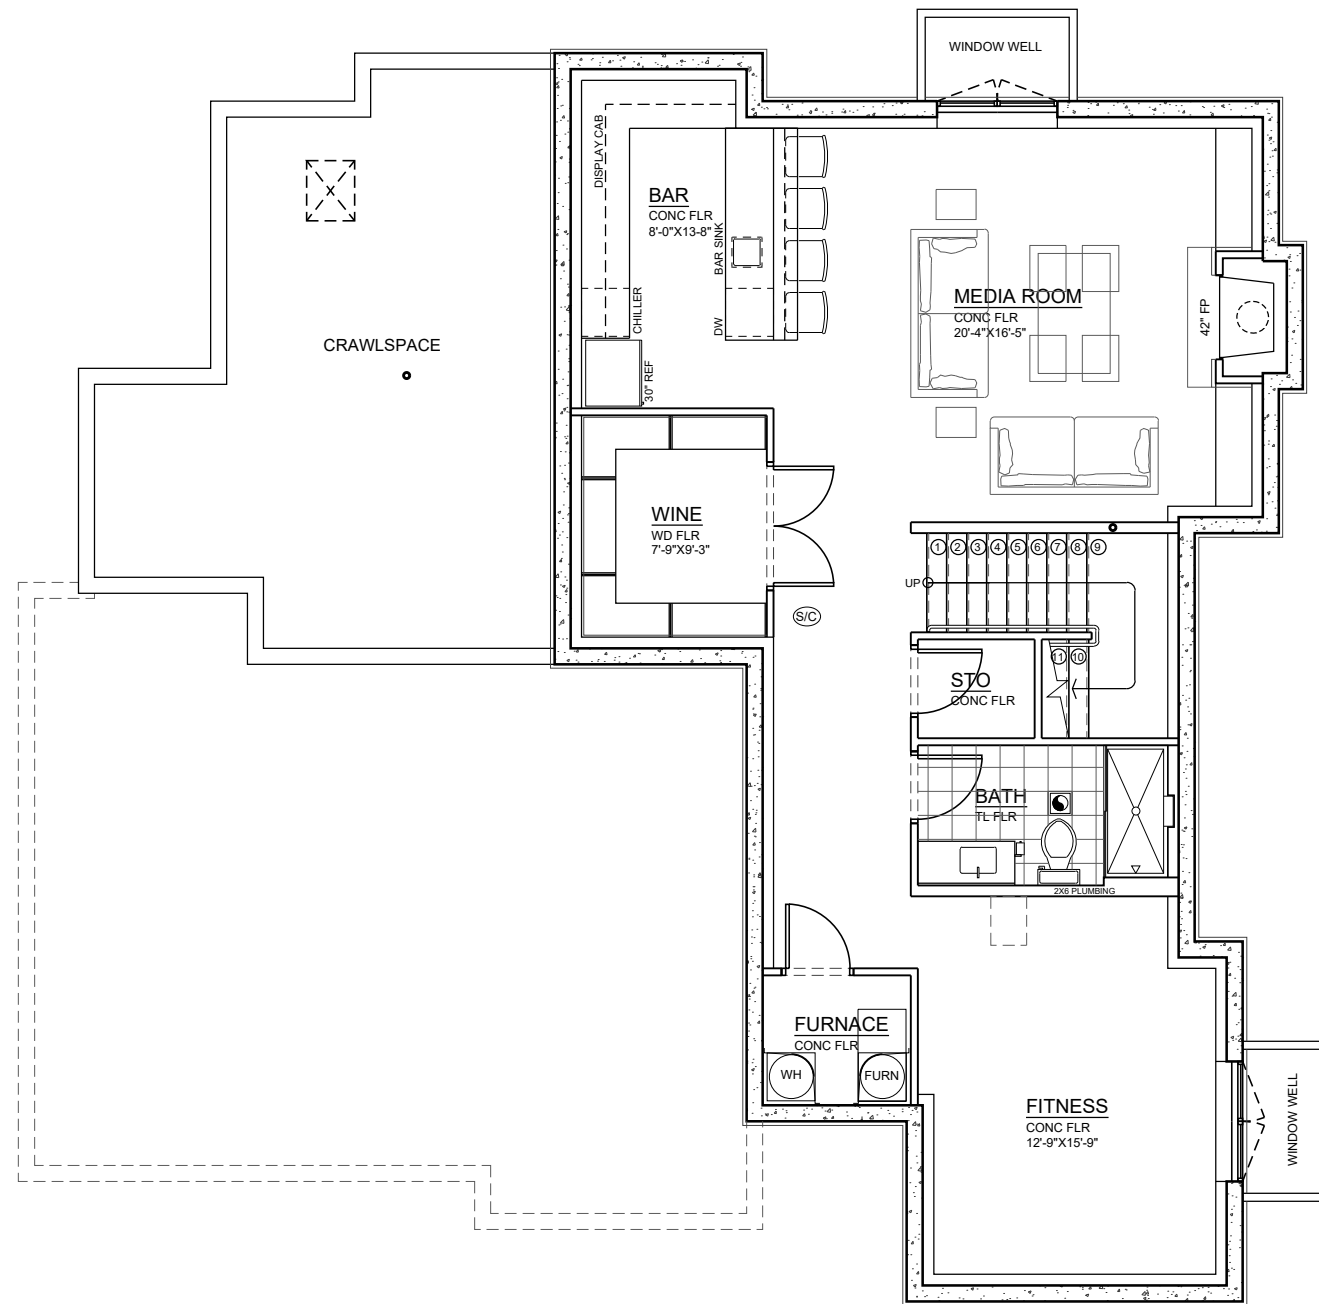 WINDOW WELL
DISPLAY CAB
BAR
CONC FLR
8'-0"X13-8"
BAR SINK
CHILLER
DW
30" REF
MEDIA ROOM
CONC FLR
20'-4"X16'-5"
42" FP
CRAWLSPACE
WINE
WD FLR
7'-9"X9'-3"
S/C
UP
1 2 3 4 5 6 7 8 9
11 10
STO
CONC FLR
BATH
TL FLR
2X6 PLUMBING
FURNACE
CONC FLR
WH
FURN
FITNESS
CONC FLR
12'-9"X15'-9"
WINDOW WELL